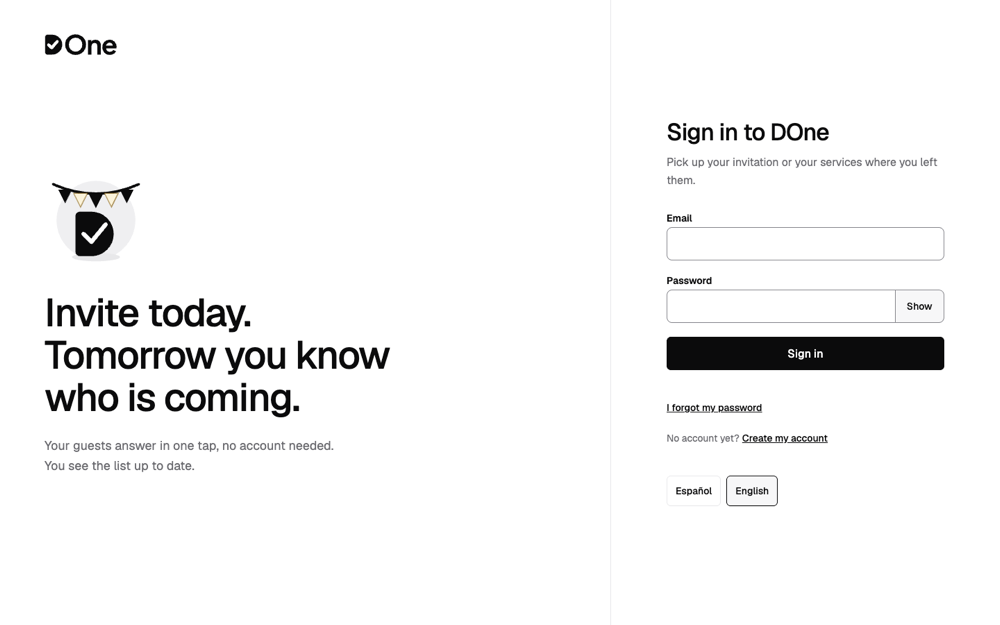 DOne
Invite today.
Tomorrow you know
who is coming.
Your guests answer in one tap, no account needed.
You see the list up to date.
Sign in to DOne
Pick up your invitation or your services where you left
them.
Email
Password
Show
Sign in
I forgot my password
No account yet? Create my account
Español
English